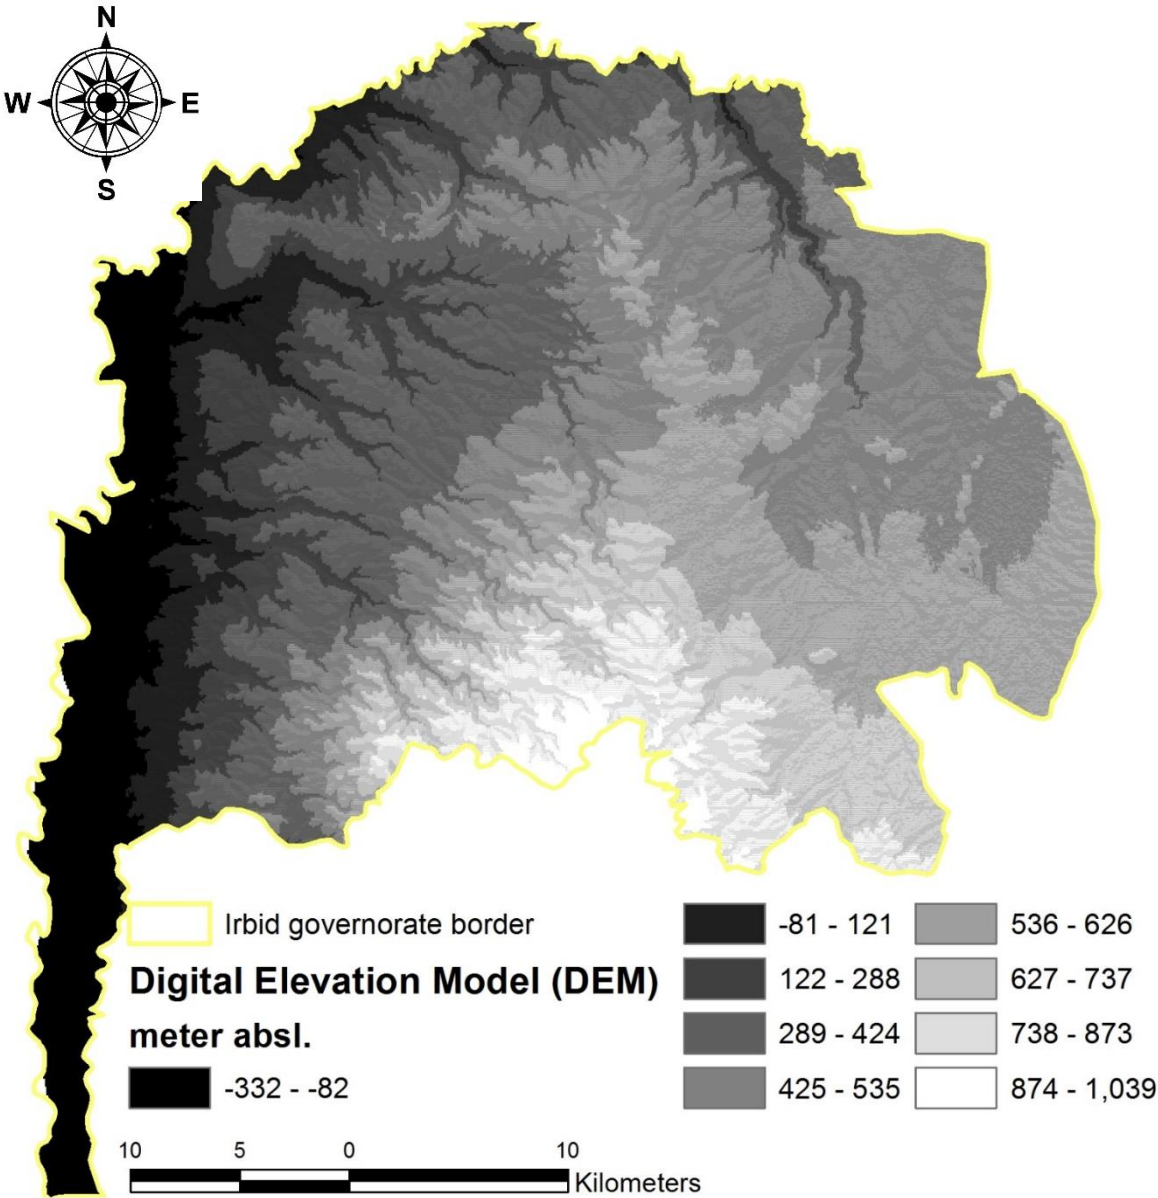 N
W E
S
Irbid governorate border
Digital Elevation Model (DEM)
meter absl.
-332 - -82
-81 - 121
122 - 288
289 - 424
425 - 535
536 - 626
627 - 737
738 - 873
874 - 1,039
10 5 0 10
Kilometers